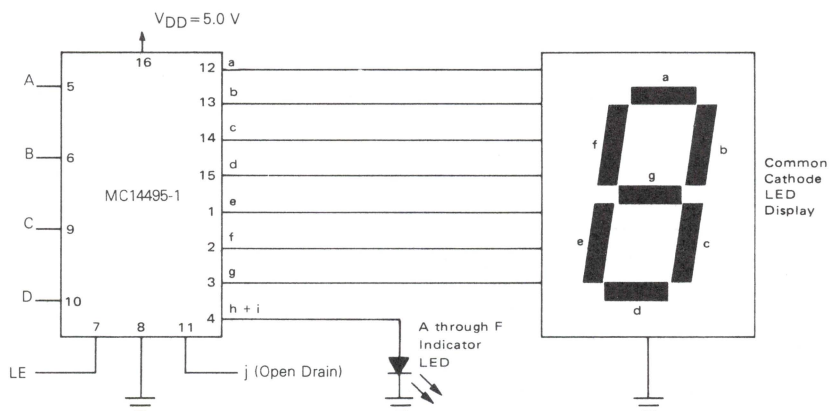 VDD = 5.0 V
16
A
5
B
6
C
9
D
10
MC14495-1
12
a
13
b
14
c
15
d
1
e
2
f
3
g
4
h + i
7
8
11
LE
j (Open Drain)
A through F
Indicator
LED
a
f
b
g
e
c
d
Common
Cathode
LED
Display